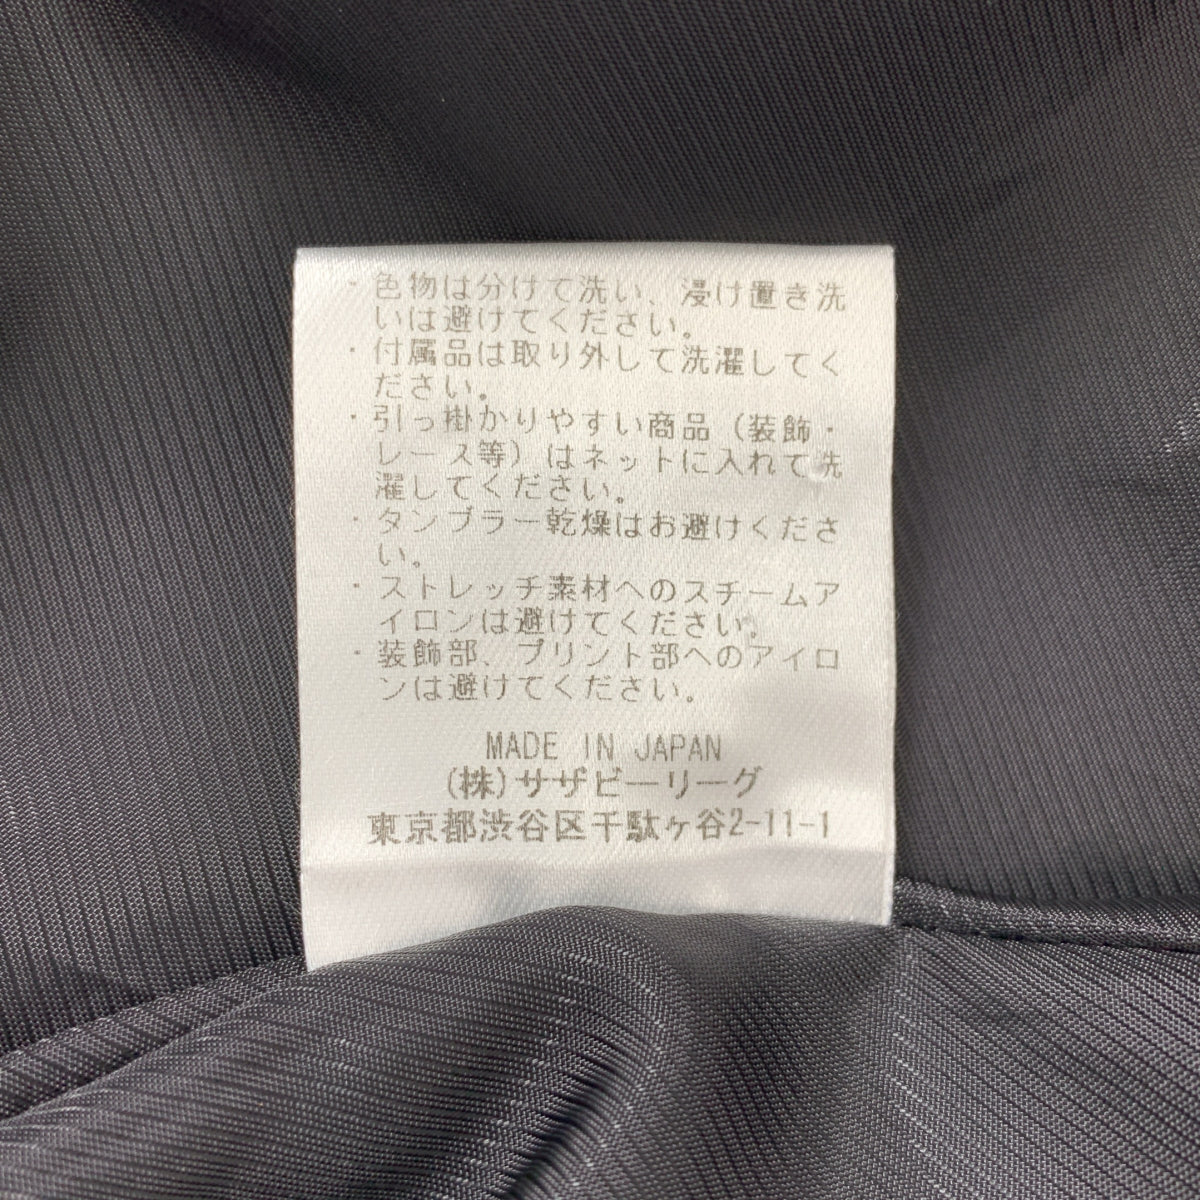 ・色物は分けて洗い、浸け置き洗
いは避けてください。
・付属品は取り外して洗濯してく
ださい。
・引っ掛かりやすい商品（装飾・
レース等）はネットに入れて洗
濯してください。
・タンブラー乾燥はお避けくださ
い。
・ストレッチ素材へのスチームア
イロンは避けてください。
・装飾部、プリント部へのアイロ
ンは避けてください。
MADE IN JAPAN
(株)サザビーリーグ
東京都渋谷区千駄ヶ谷2-11-1